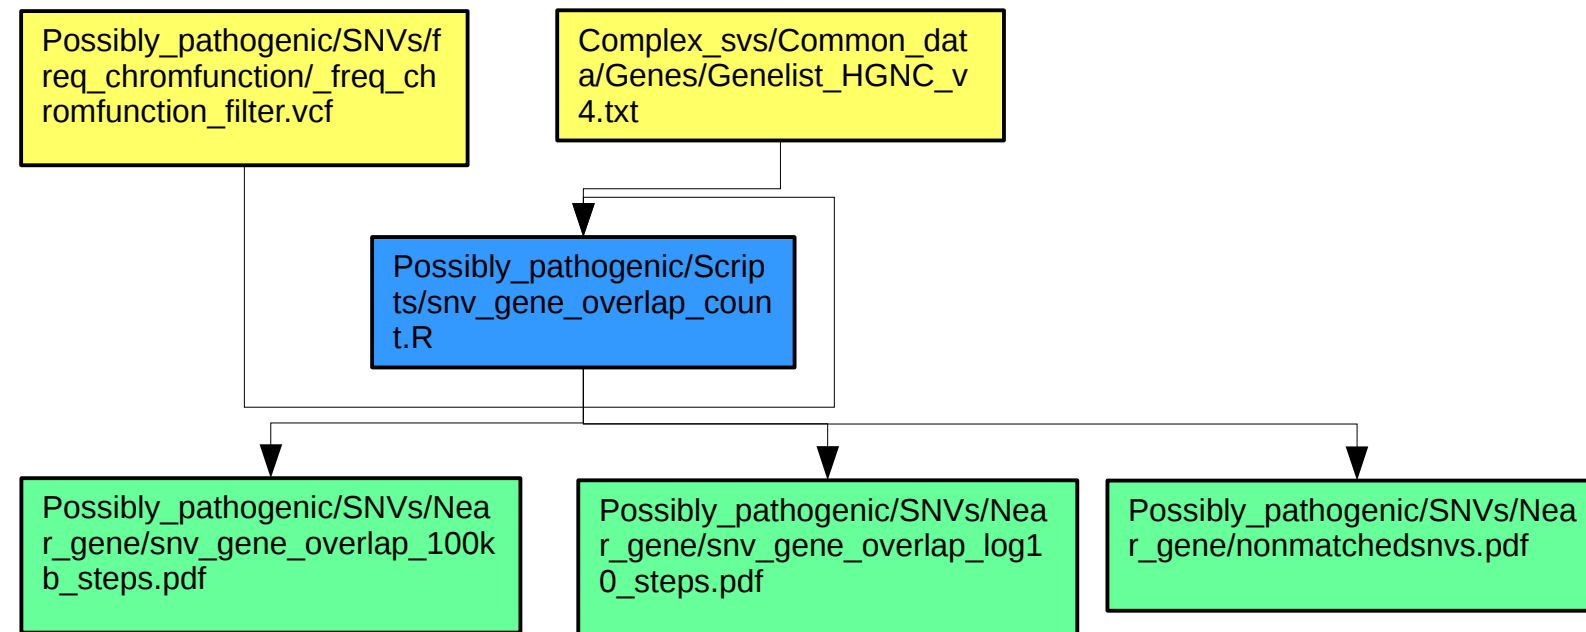 Possibly_pathogenic/SNVs/f
req_chromfunction/_freq_ch
romfunction_filter.vcf
Complex_svs/Common_dat
a/Genes/Genelist_HGNC_v
4.txt
Possibly_pathogenic/Scrip
ts/snv_gene_overlap_coun
t.R
Possibly_pathogenic/SNVs/Nea
r_gene/snv_gene_overlap_100k
b_steps.pdf
Possibly_pathogenic/SNVs/Nea
r_gene/snv_gene_overlap_log1
0_steps.pdf
Possibly_pathogenic/SNVs/Nea
r_gene/nonmatchedsnvs.pdf